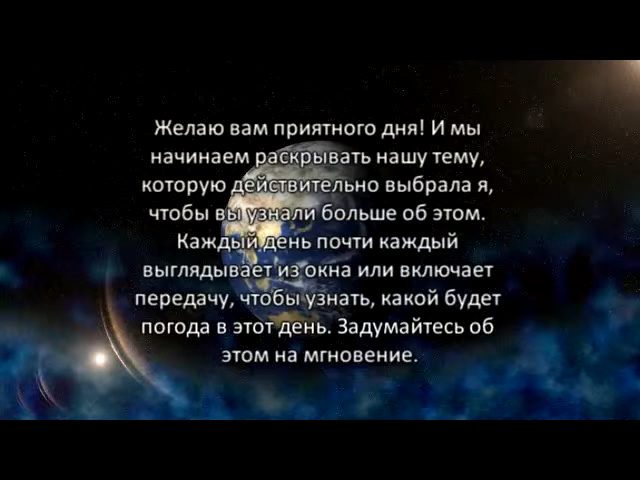 Желаю вам приятного дня! И мы
начинаем раскрывать нашу тему,
которую действительно выбрала я,
чтобы вы узнали больше об этом.
Каждый день почти каждый
выглядывает из окна или включает
передачу, чтобы узнать, какой будет
погода в этот день. Задумайтесь об
этом на мгновение.